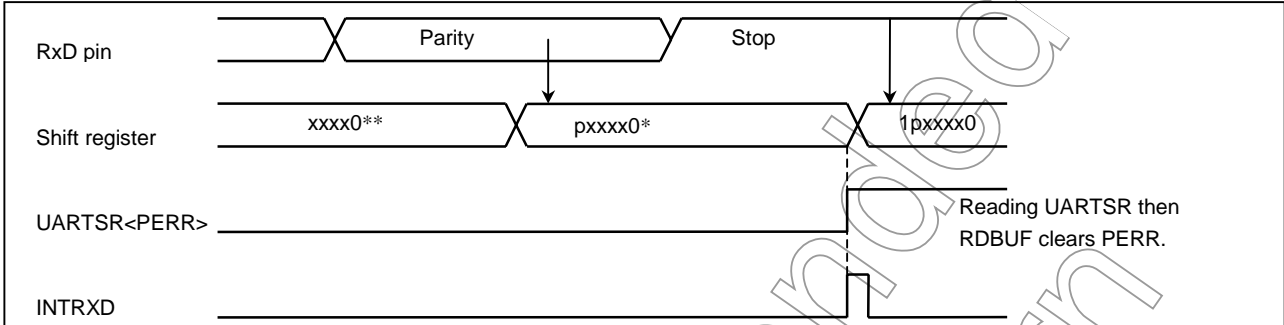 RxD pin
Parity
Stop
Shift register
xxxx0**
pxxxx0*
1pxxxx0
UARTSR<PERR>
Reading UARTSR then
RDBUF clears PERR.
INTRXD